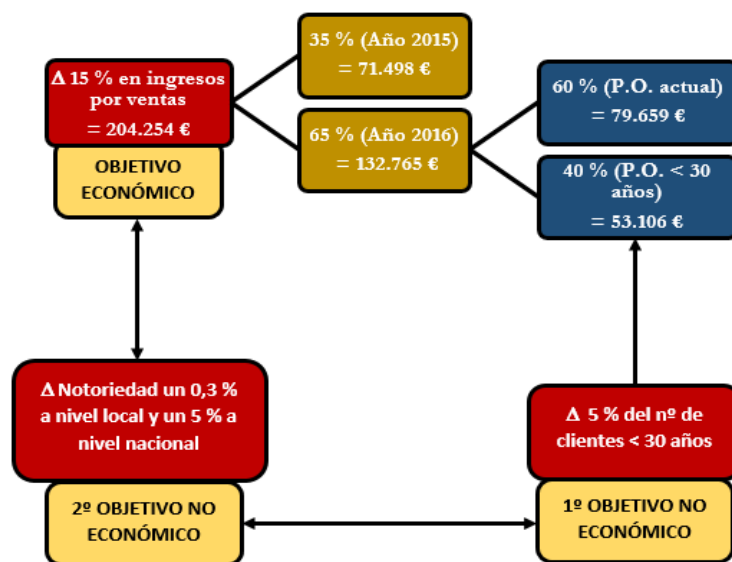 Δ 15 % en ingresos
por ventas
= 204.254 €
OBJETIVO
ECONÓMICO
35 % (Año 2015)
= 71.498 €
65 % (Año 2016)
= 132.765 €
60 % (P.O. actual)
= 79.659 €
40 % (P.O. < 30
años)
= 53.106 €
Δ Notoriedad un 0,3 %
a nivel local y un 5 % a
nivel nacional
2º OBJETIVO NO
ECONÓMICO
Δ 5 % del nº de
clientes < 30 años
1º OBJETIVO NO
ECONÓMICO